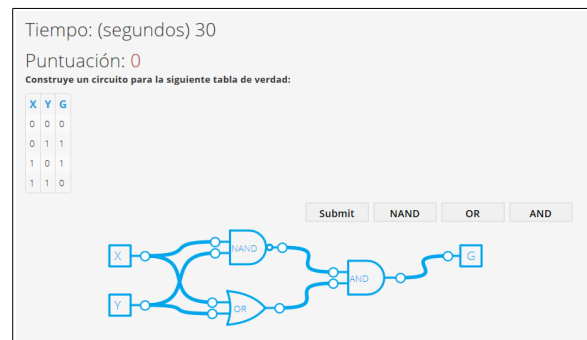 Tiempo: (segundos) 30
Puntuación: 0
Construye un circuito para la siguiente tabla de verdad:
X Y G
0 0 0
0 1 1
1 0 1
1 1 0
Submit NAND OR AND
X NAND G
AND
Y OR